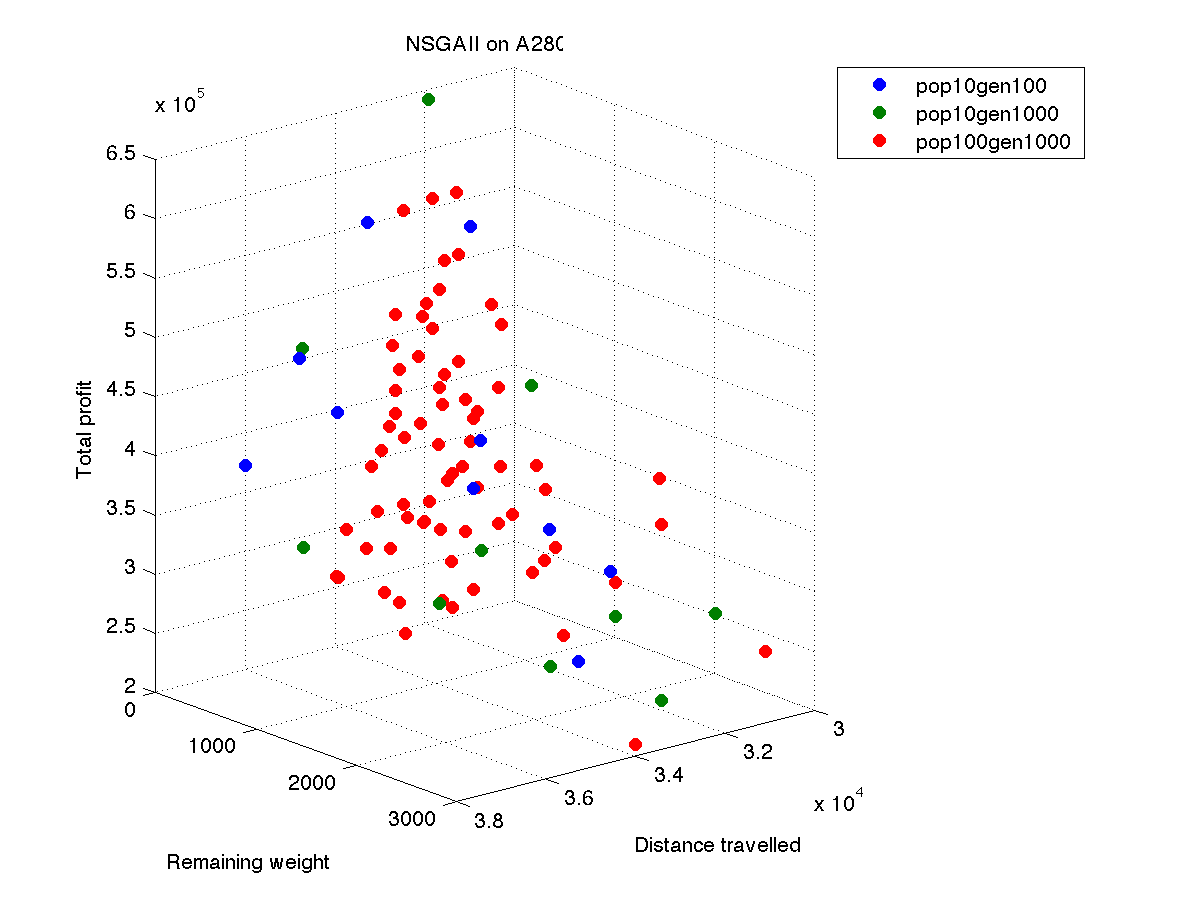 NSGAII on A280
x 10^5
pop10gen100
pop10gen1000
pop100gen1000
6.5
6
5.5
5
4.5
4
3.5
3
2.5
2
Total profit
0
1000
2000
3000
Remaining weight
3.8
3.6
3.4
3.2
3
x 10^4
Distance travelled